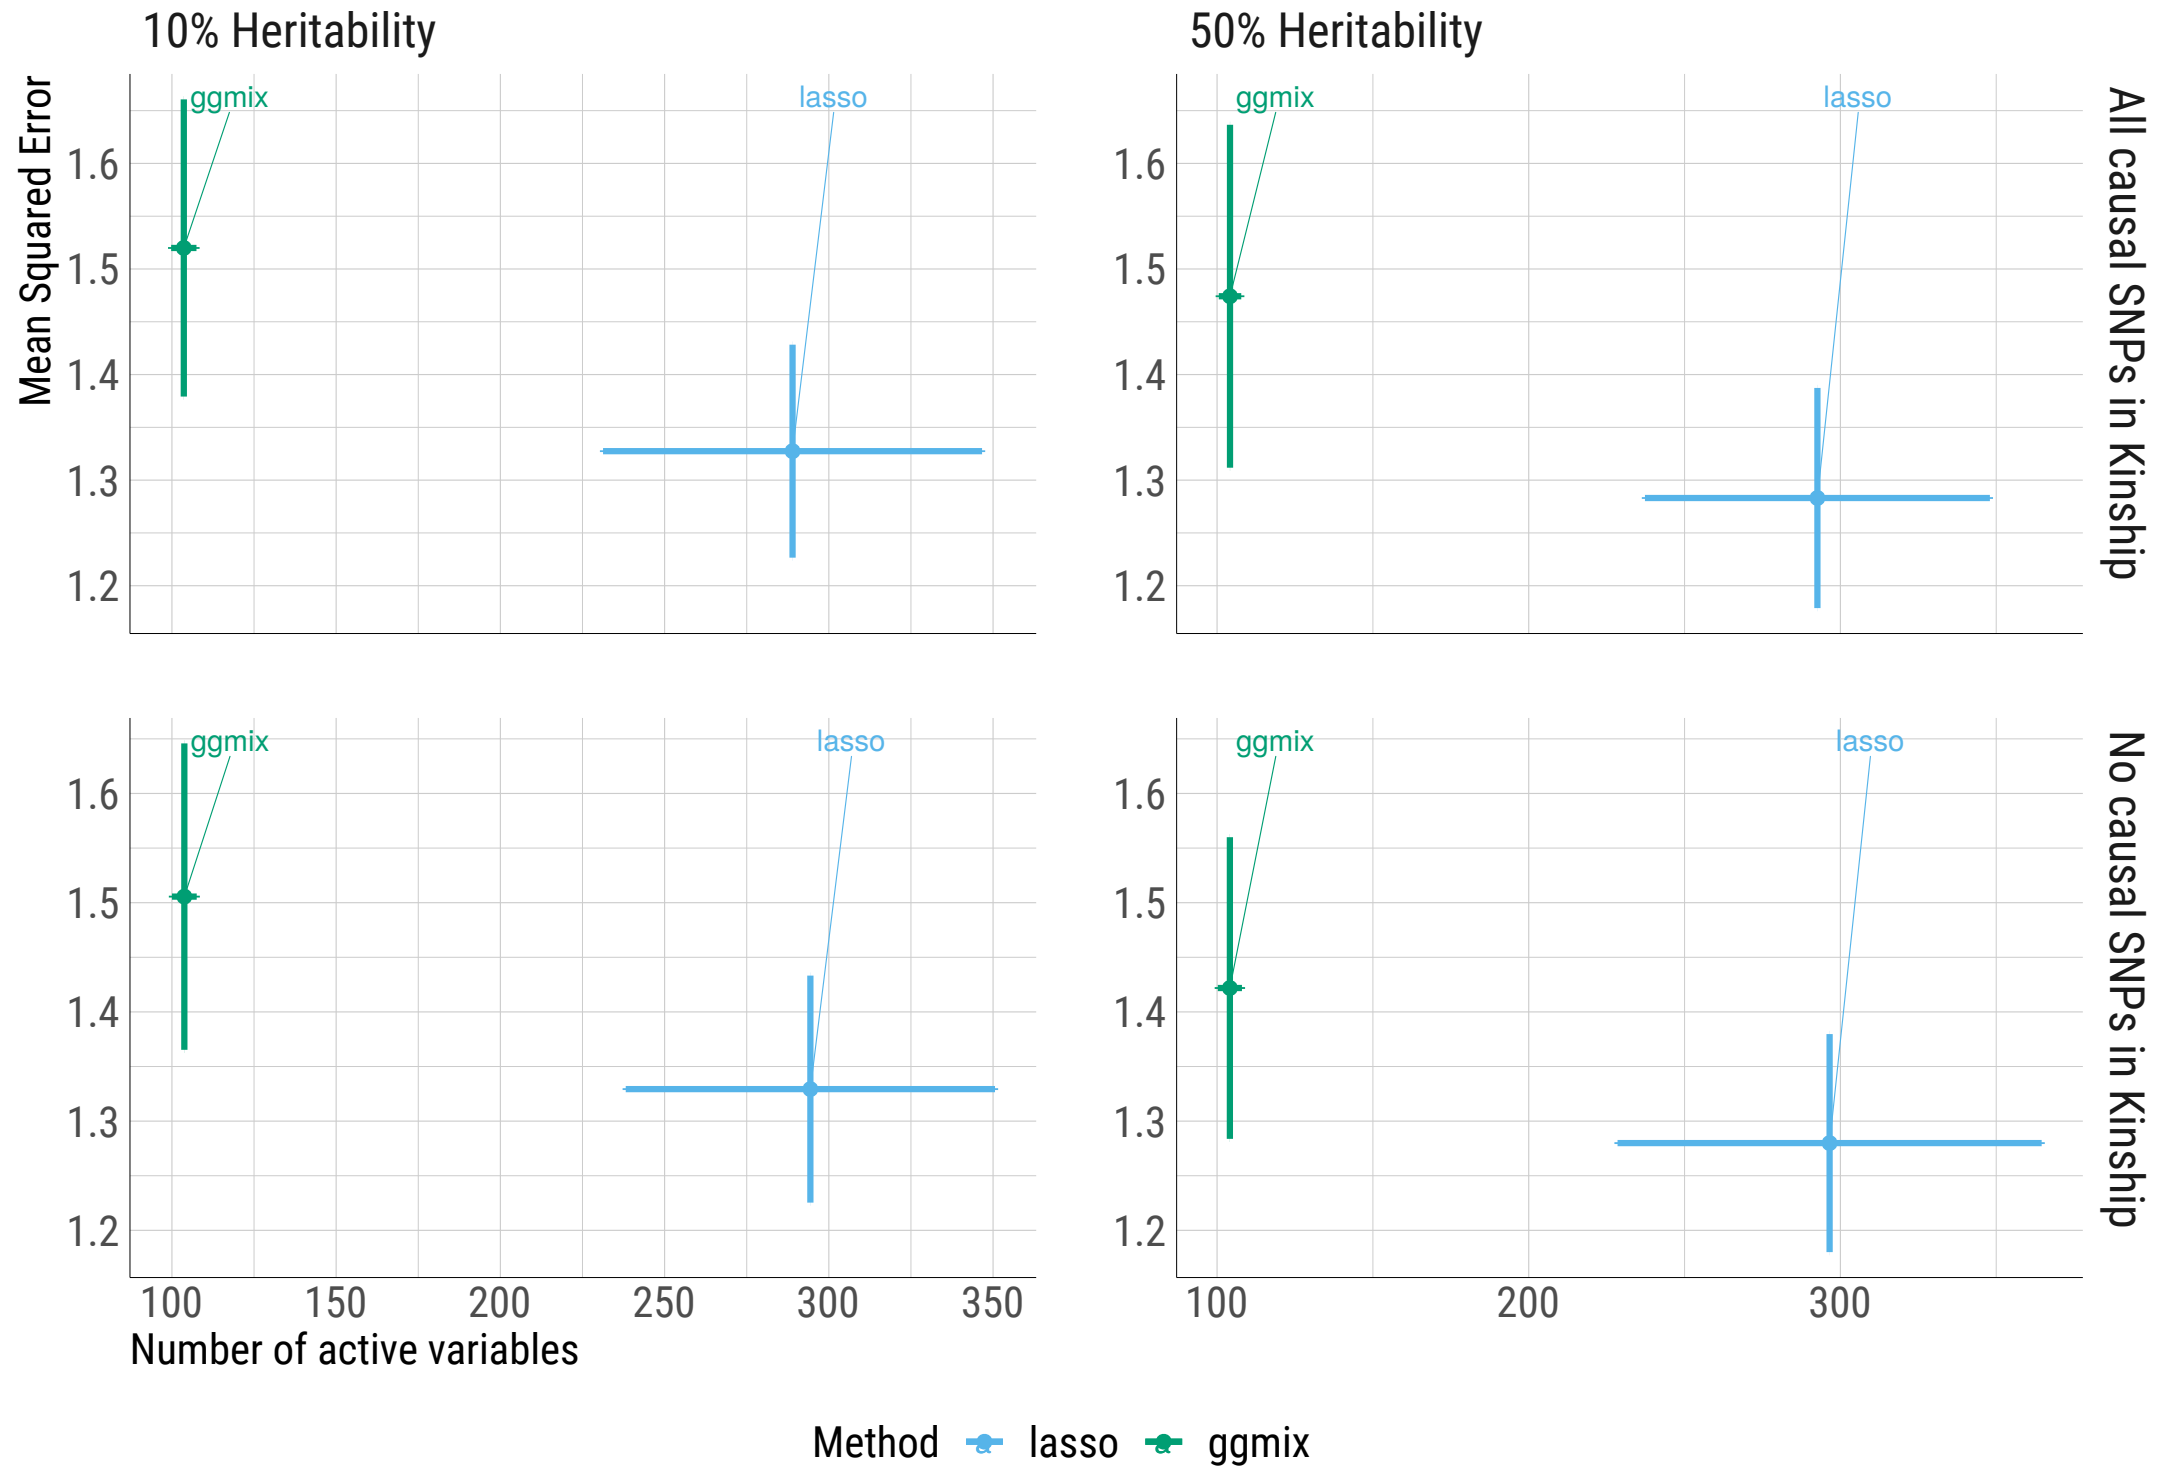 10% Heritability
50% Heritability
Mean Squared Error
ggmix
lasso
1.6
1.5
1.4
1.3
1.2
ggmix
lasso
1.6
1.5
1.4
1.3
1.2
All causal SNPs in Kinship
ggmix
lasso
1.6
1.5
1.4
1.3
1.2
ggmix
lasso
1.6
1.5
1.4
1.3
1.2
No causal SNPs in Kinship
100 150 200 250 300 350
100 200 300
Number of active variables
Method & lasso & ggmix